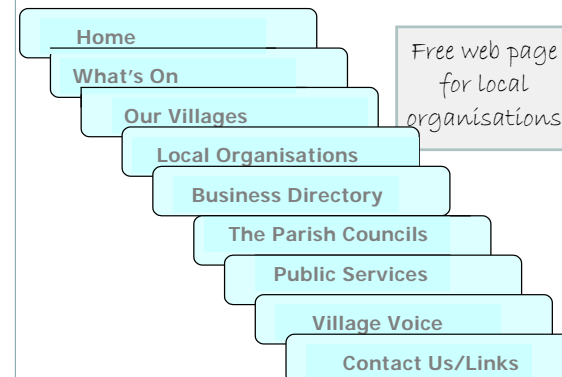 Home
What's On
Our Villages
Local Organisations
Business Directory
The Parish Councils
Public Services
Village Voice
Contact Us/Links
Free web page
for local
organisations